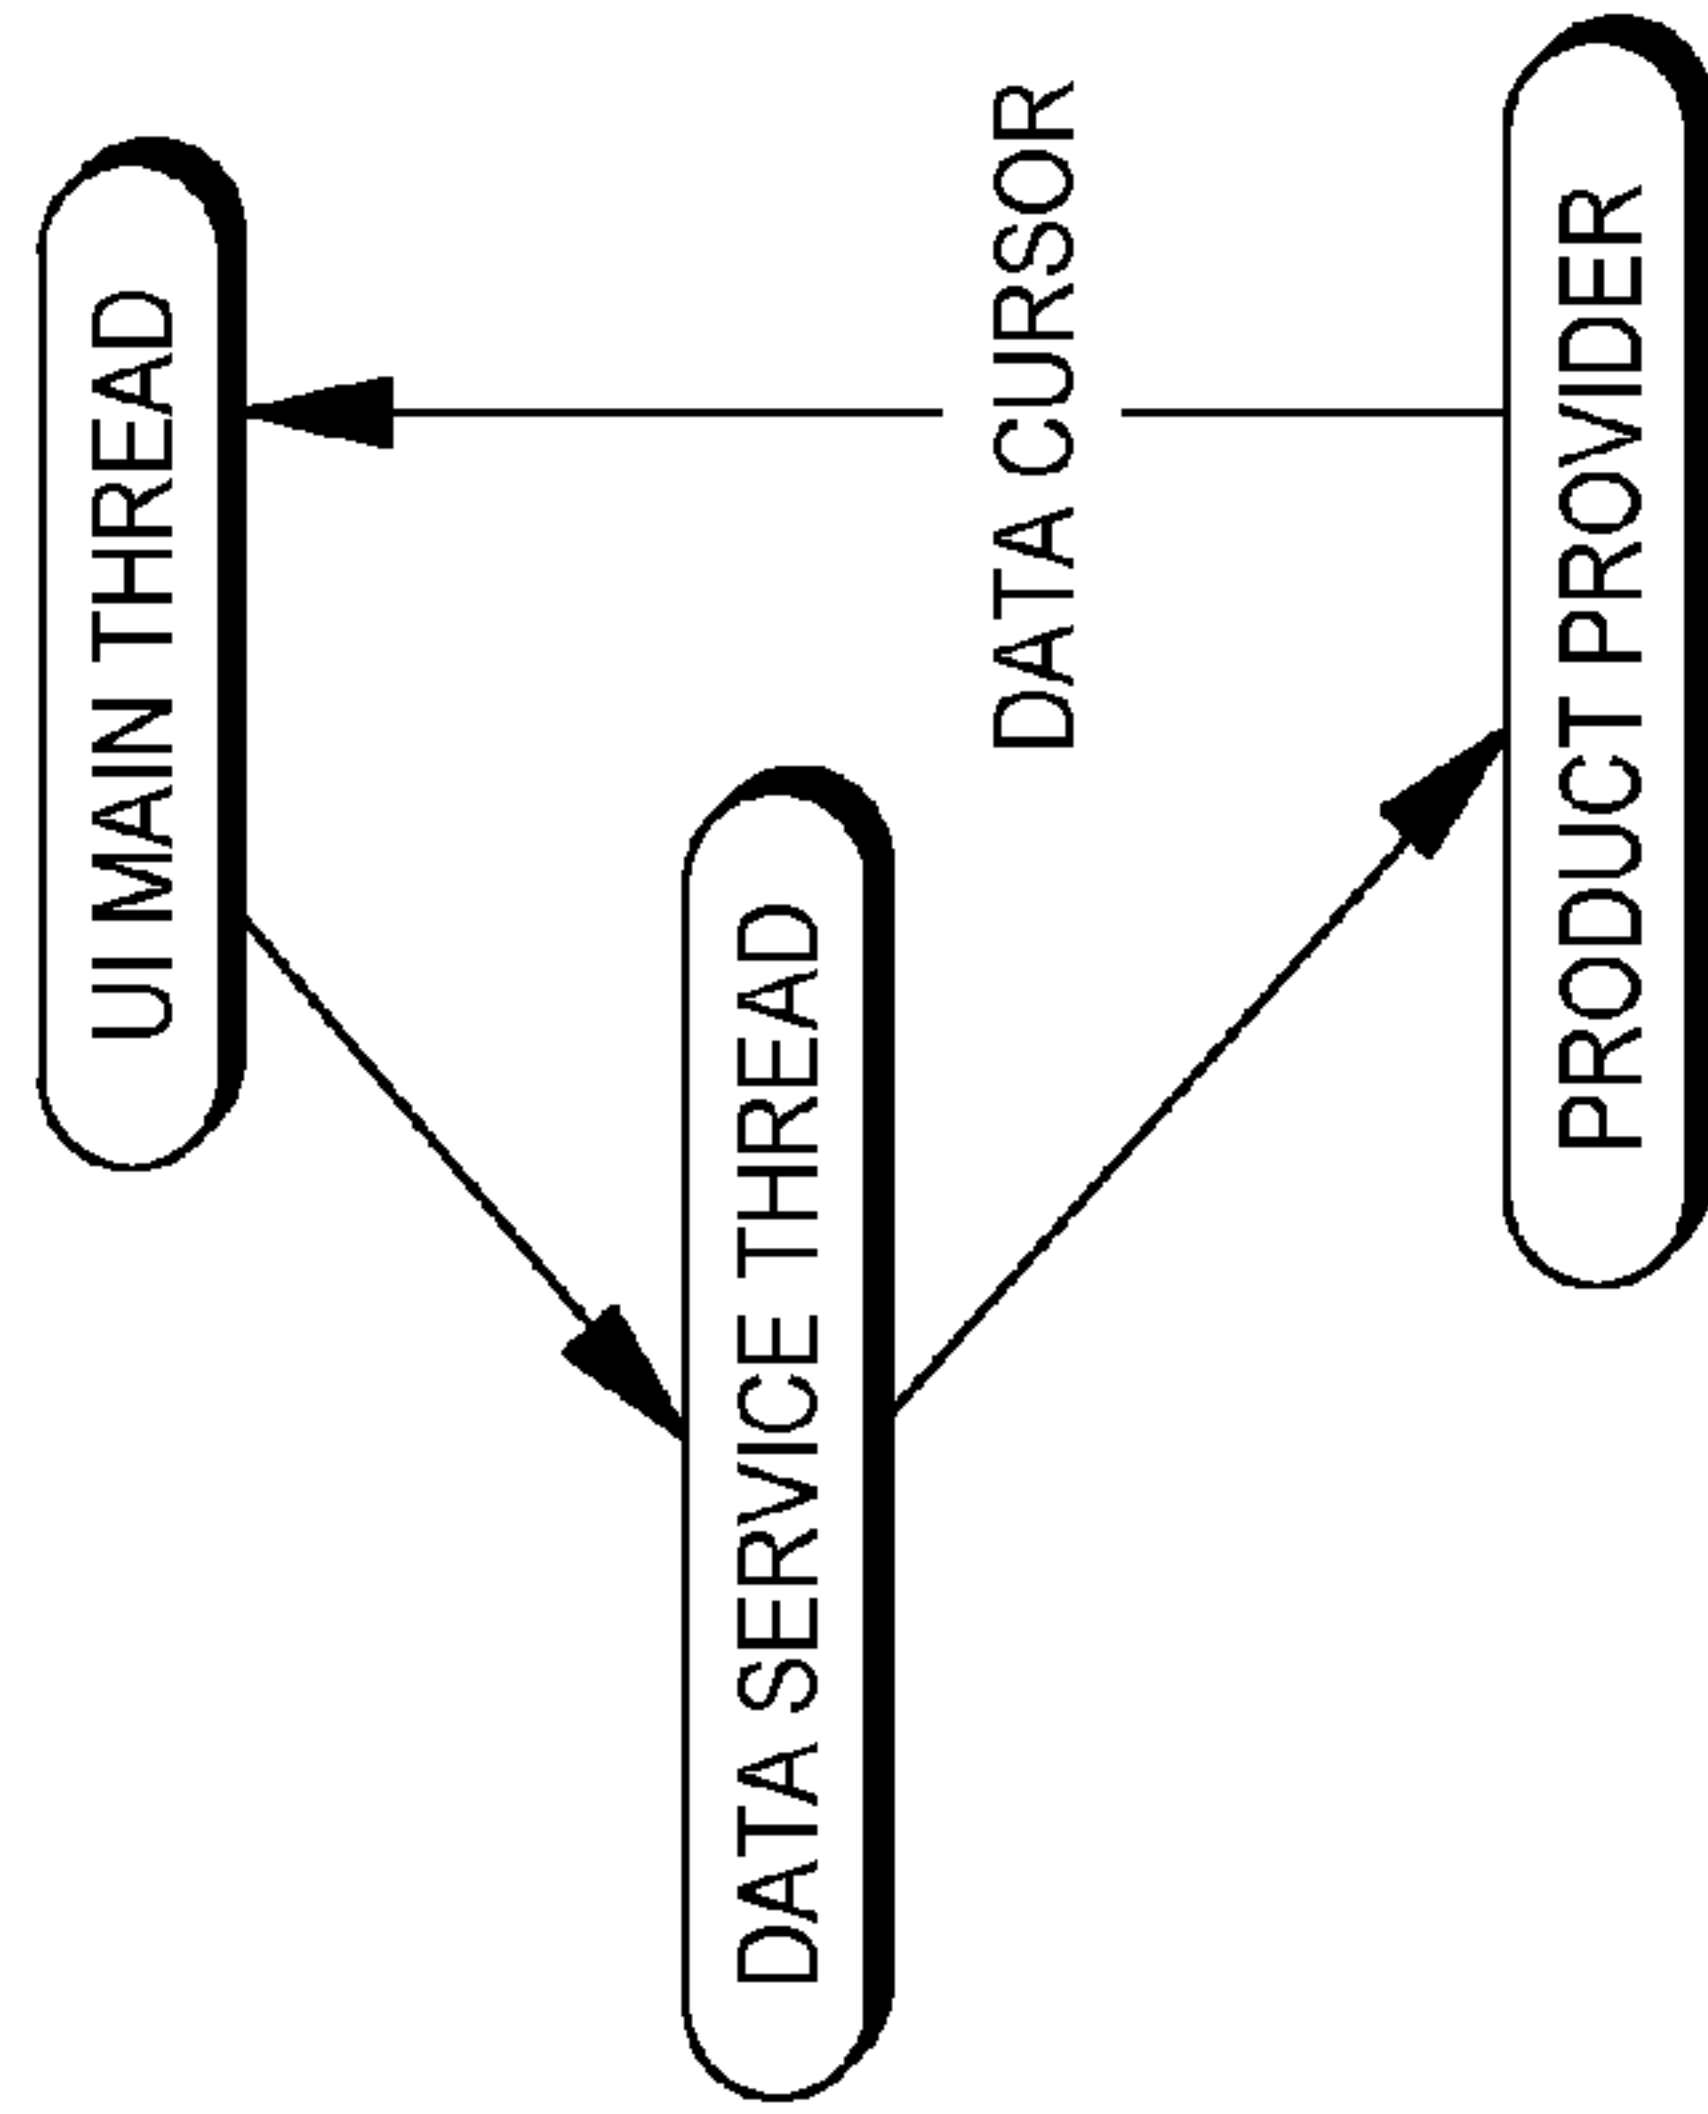 UI MAIN THREAD
DATA SERVICE THREAD
DATA CURSOR
PRODUCT PROVIDER